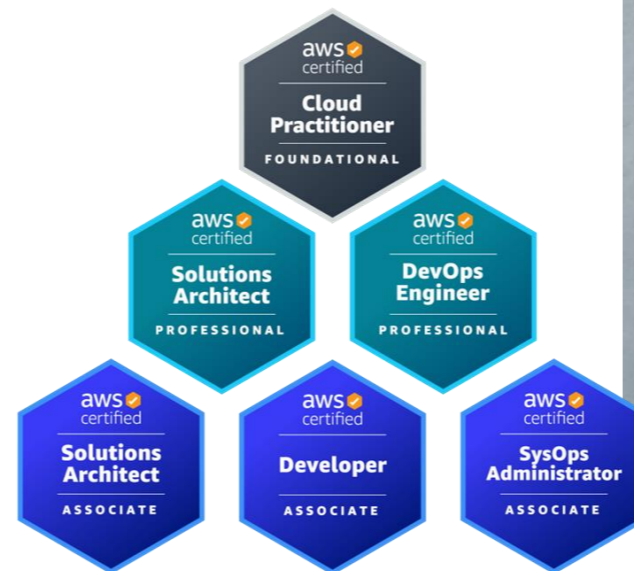 aws
certified
Cloud
Practitioner
FOUNDATIONAL
aws
certified
Solutions
Architect
PROFESSIONAL
aws
certified
DevOps
Engineer
PROFESSIONAL
aws
certified
Solutions
Architect
ASSOCIATE
aws
certified
Developer
ASSOCIATE
aws
certified
SysOps
Administrator
ASSOCIATE